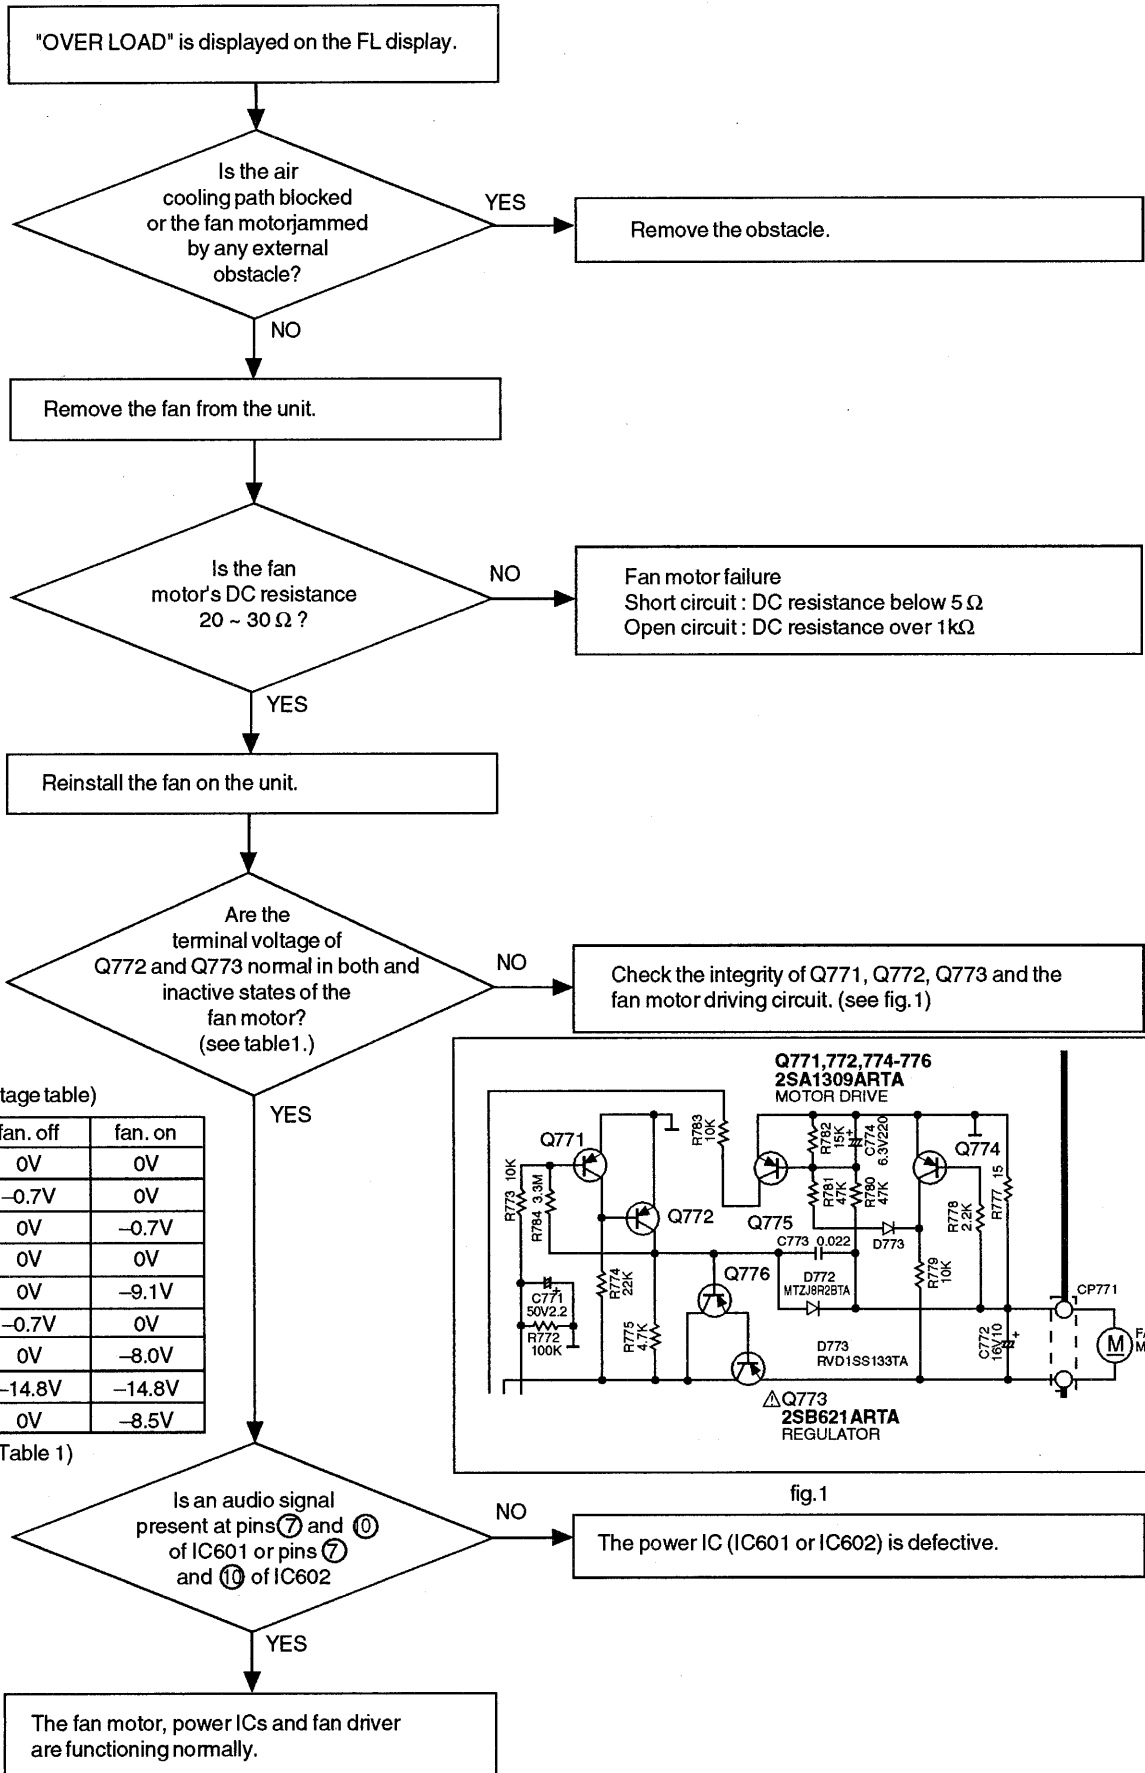 "OVER LOAD" is displayed on the FL display.
Is the air
cooling path blocked
or the fan motorjammed
by any external
obstacle?
YES
Remove the obstacle.
NO
Remove the fan from the unit.
Is the fan
motor's DC resistance
20 ~ 30 Ω ?
NO
Fan motor failure
Short circuit : DC resistance below 5 Ω
Open circuit : DC resistance over 1kΩ
YES
Reinstall the fan on the unit.
Are the
terminal voltage of
Q772 and Q773 normal in both and
inactive states of the
fan motor?
(see table1.)
NO
Check the integrity of Q771, Q772, Q773 and the
fan motor driving circuit. (see fig.1)
YES
tage table)
fan. off fan. on
0V 0V
–0.7V 0V
0V –0.7V
0V 0V
0V –9.1V
–0.7V 0V
0V –8.0V
–14.8V –14.8V
0V –8.5V
Table 1)
Q771,772,774-776
2SA1309ARTA
MOTOR DRIVE
Q771
R773 10K
R784 3.3M
Q772
R783
10K
R782
15K
C774
6.3V220
+
Q774
R781
47K
R780
47K
Q775
R778
2.2K
R777 15
C773 0.022
D773
R779
10K
Q776
D772
MTZJ8R2BTA
C771
50V2.2
+
R772
100K
R774
22K
R775
4.7K
D773
RVD1SS133TA
C772
16V10
+
CP771
M
FA
M
⚠Q773
2SB621ARTA
REGULATOR
fig.1
Is an audio signal
present at pins ⑦ and ⑩
of IC601 or pins ⑦
and ⑩ of IC602
NO
The power IC (IC601 or IC602) is defective.
YES
The fan motor, power ICs and fan driver
are functioning normally.